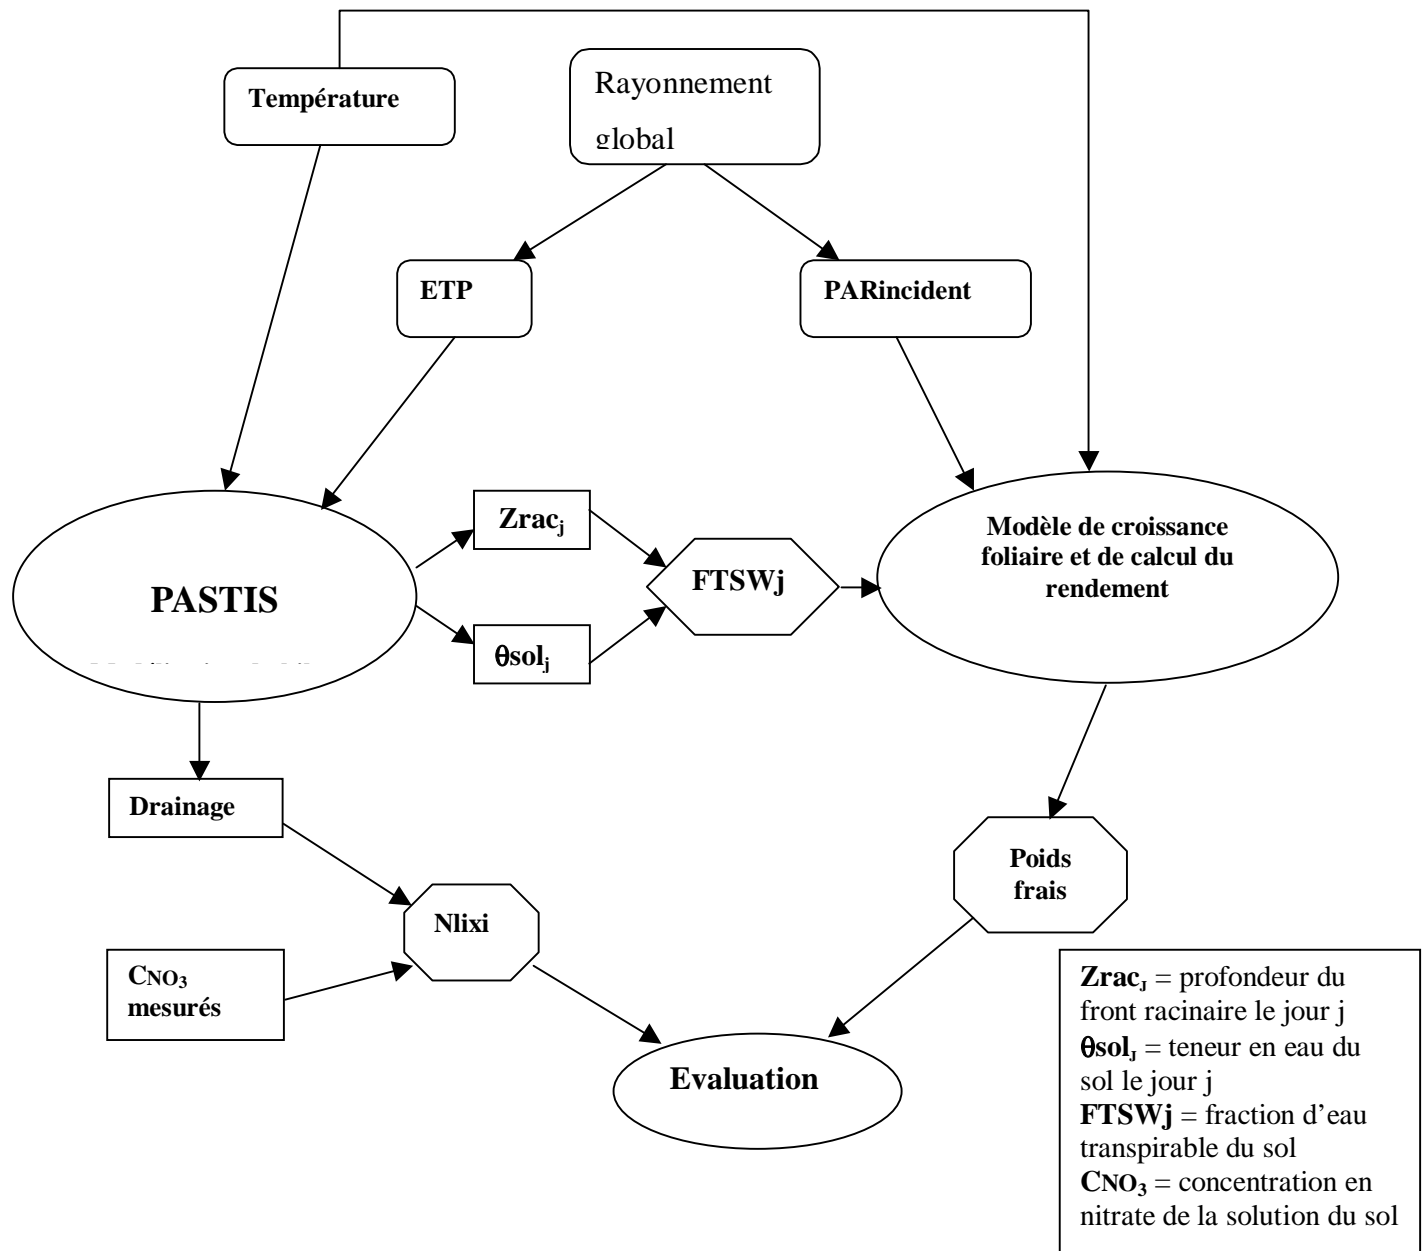 Température
Rayonnement
global
ETP
PARincident
Zracj
FTSWj
Modèle de croissance
foliaire et de calcul du
rendement
PASTIS
θsolj
Drainage
Poids
frais
Nlixi
CNO3
mesurés
Evaluation
ZracJ = profondeur du
front racinaire le jour j
θsolJ = teneur en eau du
sol le jour j
FTSWj = fraction d’eau
transpirable du sol
CNO3 = concentration en
nitrate de la solution du sol